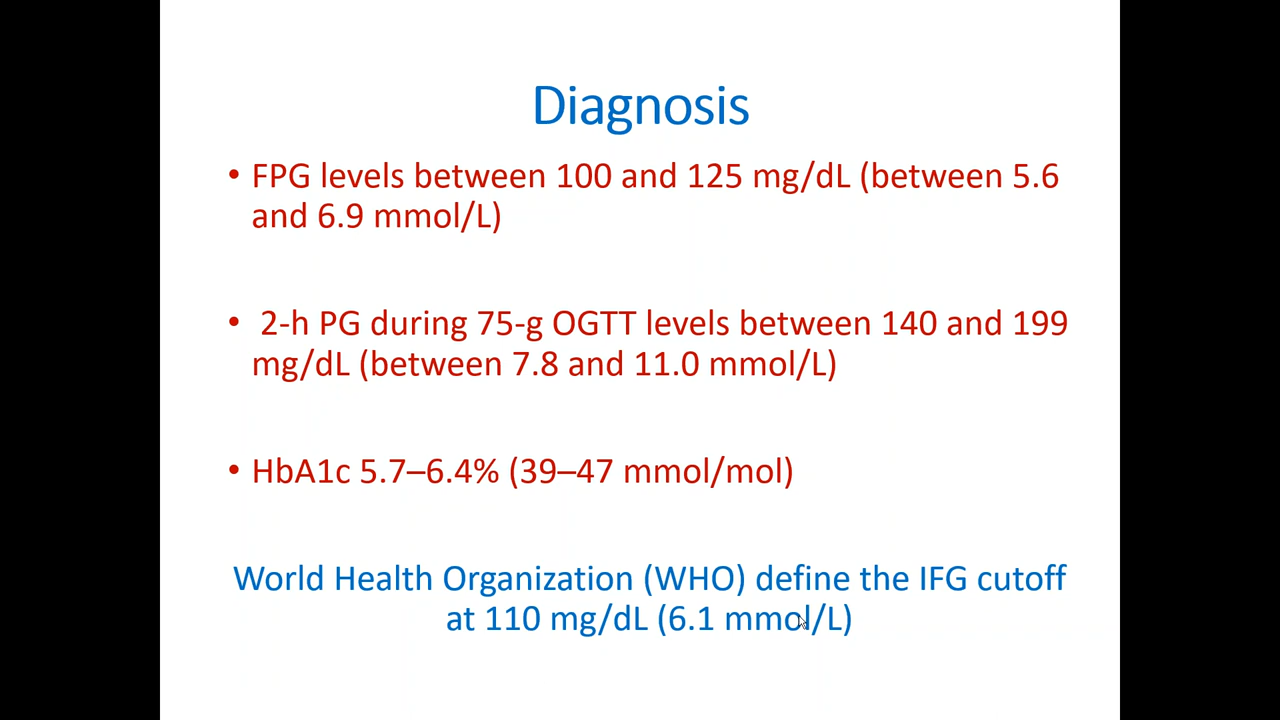 Diagnosis
• FPG levels between 100 and 125 mg/dL (between 5.6
and 6.9 mmol/L)
• 2-h PG during 75-g OGTT levels between 140 and 199
mg/dL (between 7.8 and 11.0 mmol/L)
• HbA1c 5.7–6.4% (39–47 mmol/mol)
World Health Organization (WHO) define the IFG cutoff
at 110 mg/dL (6.1 mmol/L)